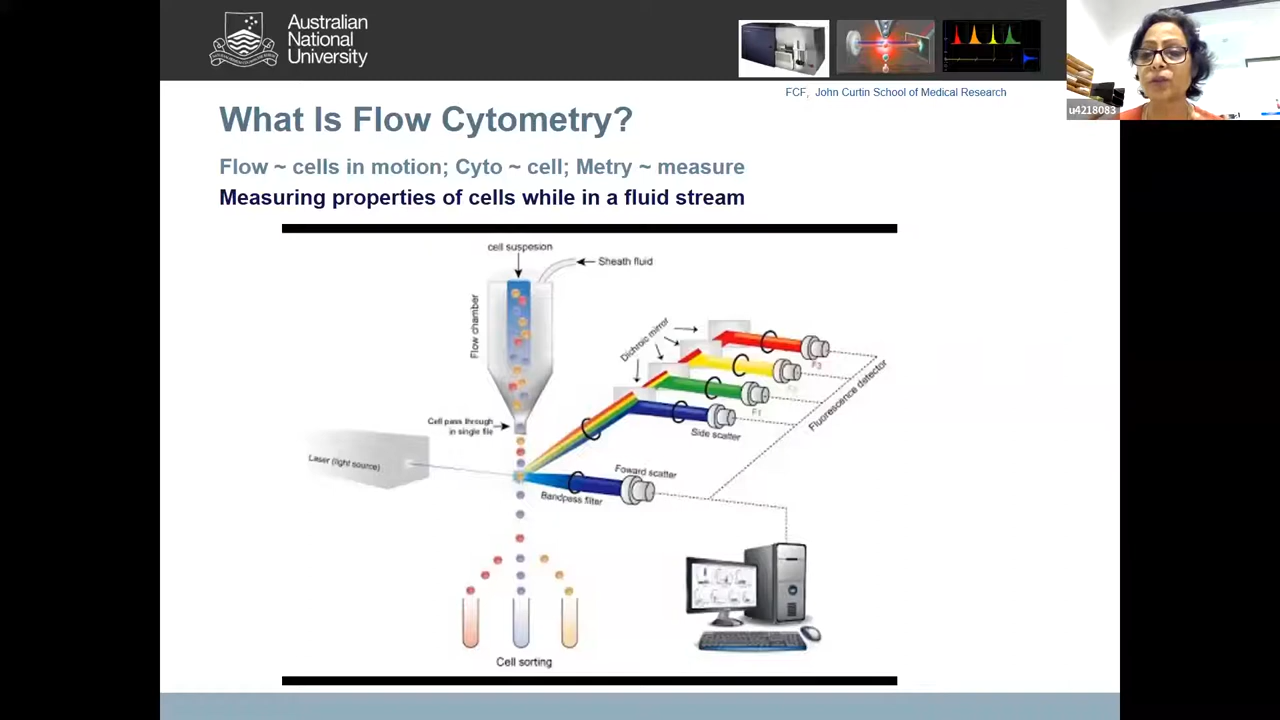 Australian
National
University
FCF, John Curtin School of Medical Research
u4218083
What Is Flow Cytometry?
Flow ~ cells in motion; Cyto ~ cell; Metry ~ measure
Measuring properties of cells while in a fluid stream
cell suspesion
Sheath fluid
Flow chamber
Dichroic mirror
F3
F2
F1
Fluorescence detector
Cell pass through
in single file
Side scatter
Laser (light source)
Foward scatter
Bandpass filter
Cell sorting